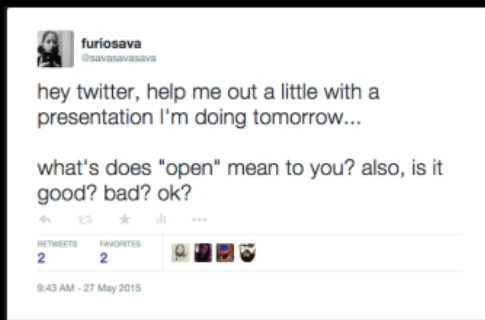 furiosava
@savasavasava
hey twitter, help me out a little with a
presentation I'm doing tomorrow...
what's does "open" mean to you? also, is it
good? bad? ok?
RETWEETS FAVORITES
2 2
9:43 AM - 27 May 2015